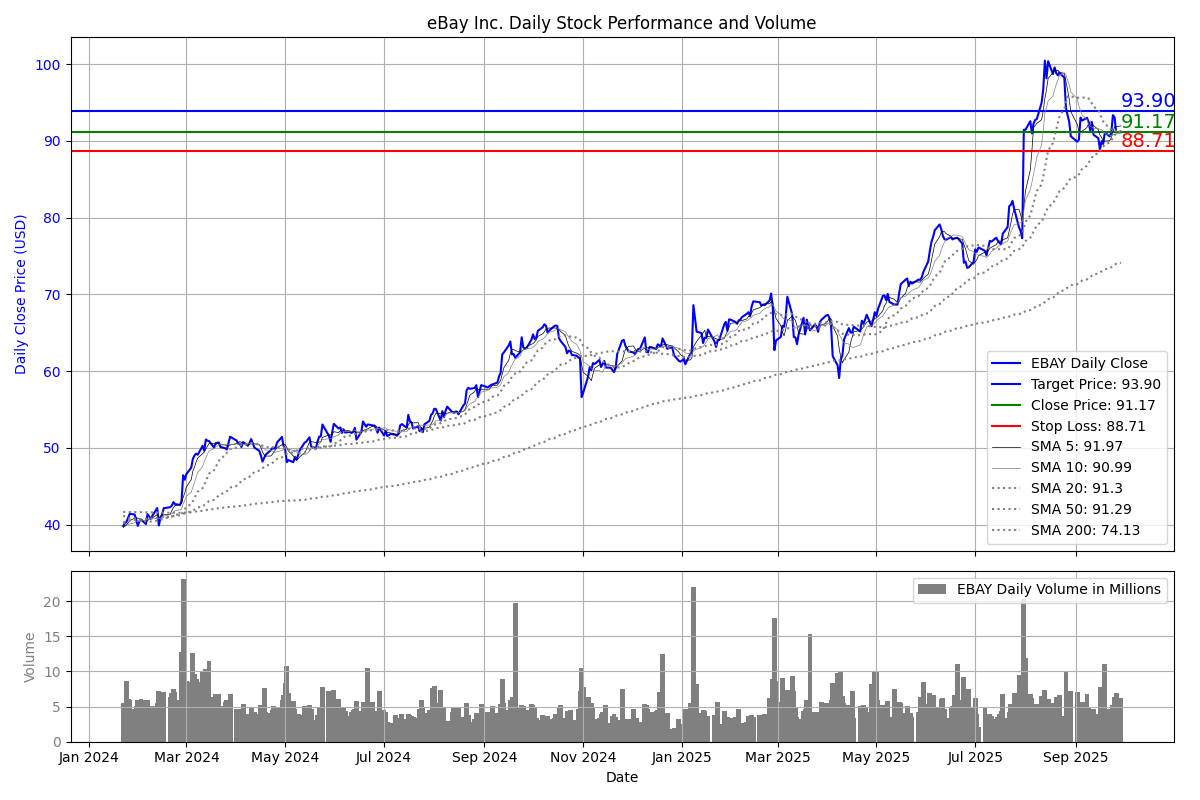 eBay Inc. Daily Stock Performance and Volume
Daily Close Price (USD)
100
90
80
70
60
50
40
93.90
91.17
88.71
EBAY Daily Close
Target Price: 93.90
Close Price: 91.17
Stop Loss: 88.71
SMA 5: 91.97
SMA 10: 90.99
SMA 20: 91.3
SMA 50: 91.29
SMA 200: 74.13
Volume
20
15
10
5
0
EBAY Daily Volume in Millions
Jan 2024
Mar 2024
May 2024
Jul 2024
Sep 2024
Nov 2024
Jan 2025
Mar 2025
May 2025
Jul 2025
Sep 2025
Date